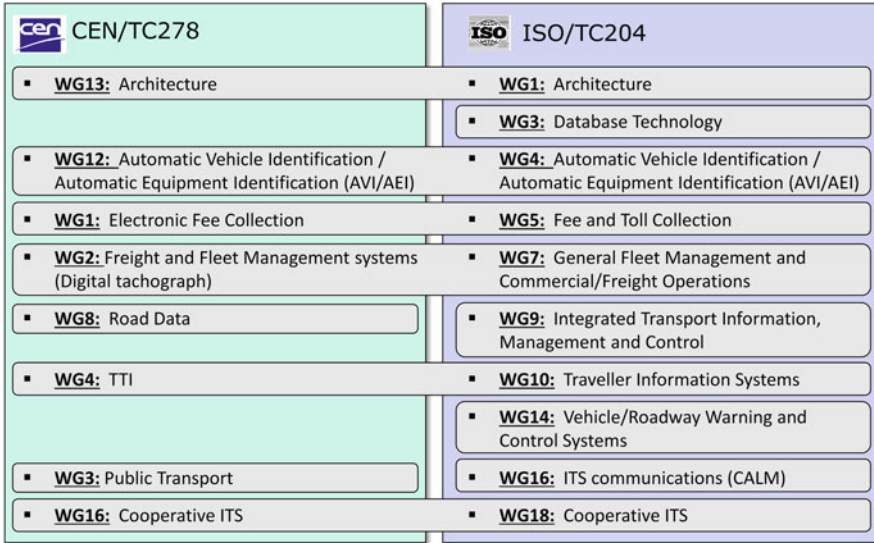 cen CEN/TC278
ISO ISO/TC204
▪ WG13: Architecture
▪ WG1: Architecture
▪ WG3: Database Technology
▪ WG12: Automatic Vehicle Identification /
Automatic Equipment Identification (AVI/AEI)
▪ WG4: Automatic Vehicle Identification /
Automatic Equipment Identification (AVI/AEI)
▪ WG1: Electronic Fee Collection
▪ WG5: Fee and Toll Collection
▪ WG2: Freight and Fleet Management systems
(Digital tachograph)
▪ WG7: General Fleet Management and
Commercial/Freight Operations
▪ WG8: Road Data
▪ WG9: Integrated Transport Information,
Management and Control
▪ WG4: TTI
▪ WG10: Traveller Information Systems
▪ WG14: Vehicle/Roadway Warning and
Control Systems
▪ WG3: Public Transport
▪ WG16: ITS communications (CALM)
▪ WG16: Cooperative ITS
▪ WG18: Cooperative ITS